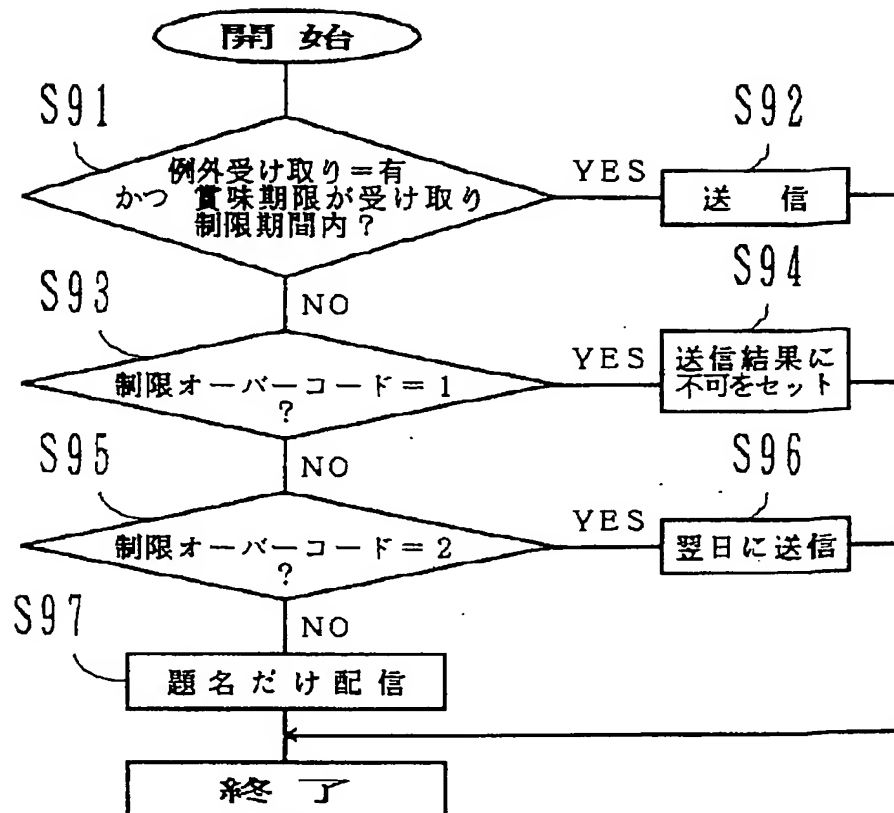 開始
S91
例外受け取り＝有
かつ 賞味期限が受け取り
制限期間内？
YES
S92
送信
NO
S93
制限オーバーコード＝1
？
YES
S94
送信結果に
不可をセット
NO
S95
制限オーバーコード＝2
？
YES
S96
翌日に送信
NO
S97
題名だけ配信
終了